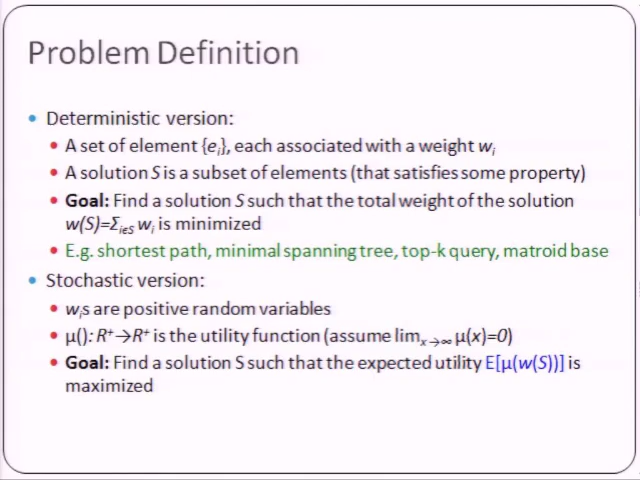 Problem Definition
• Deterministic version:
• A set of element {eᵢ}, each associated with a weight wᵢ
• A solution S is a subset of elements (that satisfies some property)
• Goal: Find a solution S such that the total weight of the solution
w(S)=Σᵢₑₛ wᵢ is minimized
• E.g. shortest path, minimal spanning tree, top-k query, matroid base
• Stochastic version:
• wᵢs are positive random variables
• μ(): R⁺→R⁺ is the utility function (assume limₓ→∞ μ(x)=0)
• Goal: Find a solution S such that the expected utility E[μ(w(S))] is
maximized